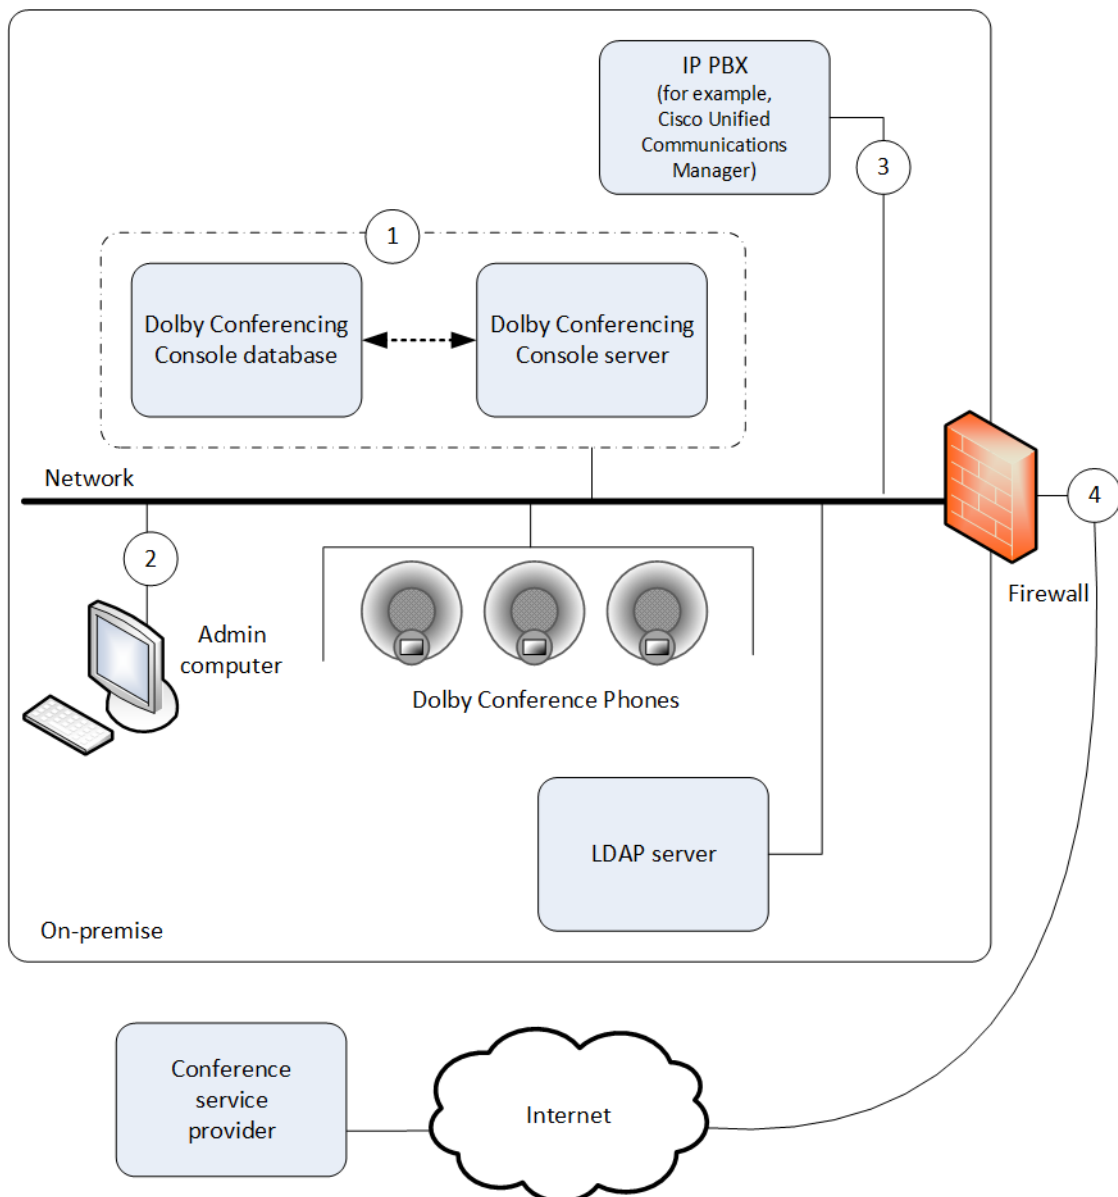 IP PBX
(for example,
Cisco Unified
Communications
Manager)
3
1
Dolby Conferencing
Console database
Dolby Conferencing
Console server
Network
4
2
Firewall
Admin
computer
Dolby Conference Phones
LDAP server
On-premise
Conference
service
provider
Internet